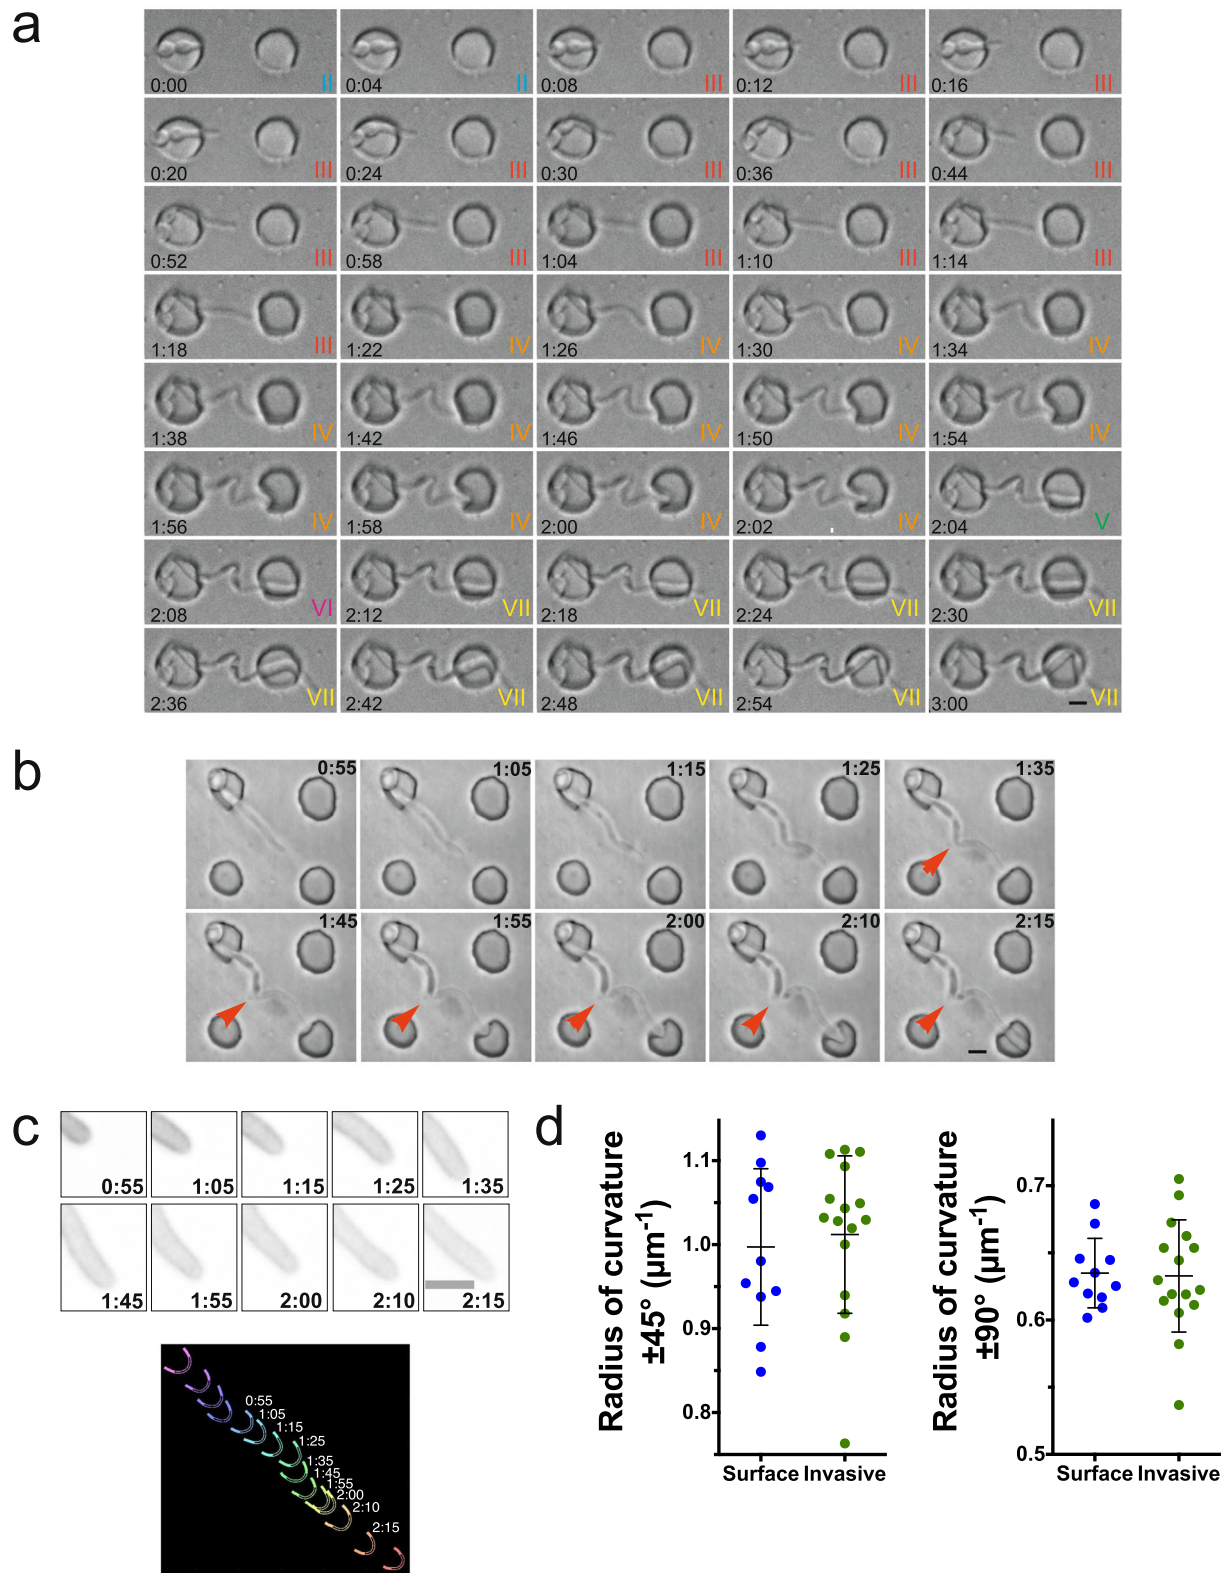 a
0:00 II 0:04 II 0:08 III 0:12 III 0:16 III
0:20 III 0:24 III 0:30 III 0:36 III 0:44 III
0:52 III 0:58 III 1:04 III 1:10 III 1:14 III
1:18 III 1:22 IV 1:26 IV 1:30 IV 1:34 IV
1:38 IV 1:42 IV 1:46 IV 1:50 IV 1:54 IV
1:56 IV 1:58 IV 2:00 IV 2:02 IV 2:04 V
2:08 VI 2:12 VII 2:18 VII 2:24 VII 2:30 VII
2:36 VII 2:42 VII 2:48 VII 2:54 VII 3:00 VII
b
0:55 1:05 1:15 1:25 1:35
1:45 1:55 2:00 2:10 2:15
c
0:55 1:05 1:15 1:25 1:35
1:45 1:55 2:00 2:10 2:15
0:55
1:05
1:15
1:25
1:35
1:45
1:55
2:00
2:10
2:15
d
Radius of curvature
±45° (µm⁻¹)
1.1
1.0
0.9
0.8
Surface Invasive
Radius of curvature
±90° (µm⁻¹)
0.7
0.6
0.5
Surface Invasive